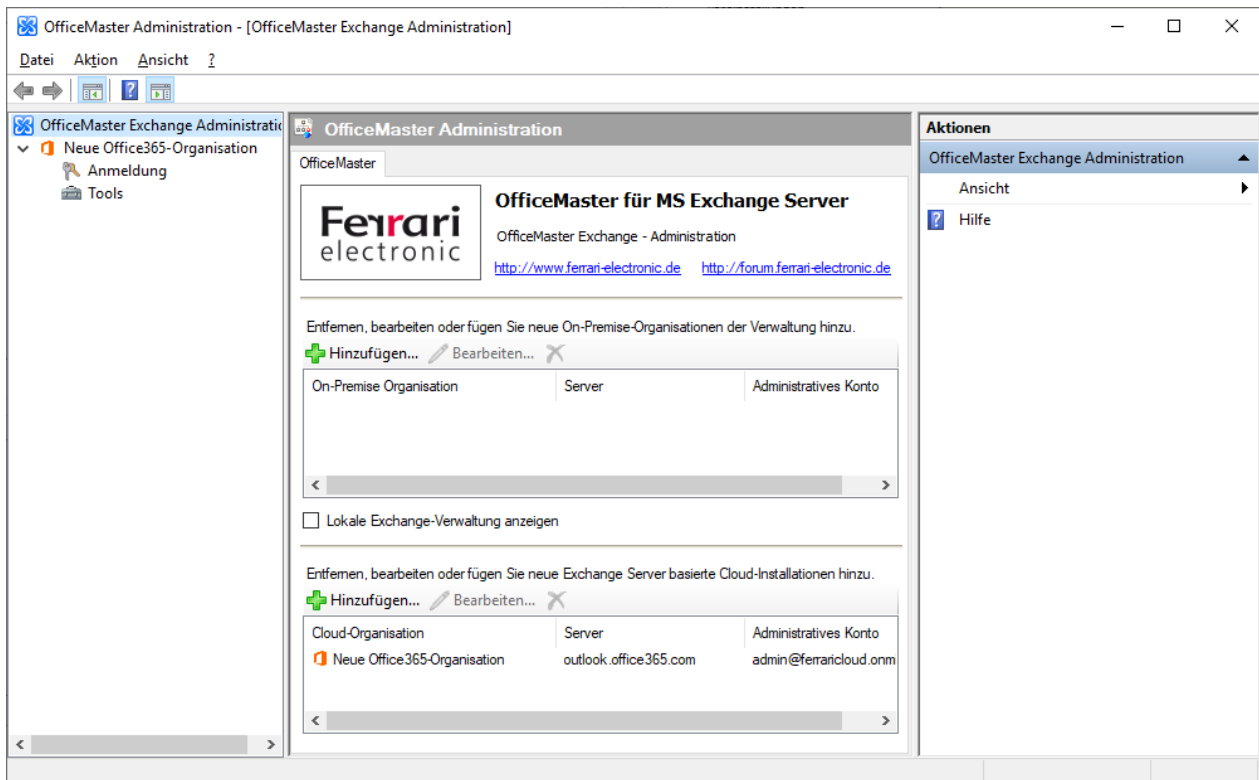 OfficeMaster Administration - [OfficeMaster Exchange Administration]
Datei Aktion Ansicht ?
OfficeMaster Exchange Administratio
Neue Office365-Organisation
Anmeldung
Tools
OfficeMaster Administration
OfficeMaster
Ferrari
electronic
OfficeMaster für MS Exchange Server
OfficeMaster Exchange - Administration
http://www.ferrari-electronic.de http://forum.ferrari-electronic.de
Entfernen, bearbeiten oder fügen Sie neue On-Premise-Organisationen der Verwaltung hinzu.
Hinzufügen... Bearbeiten...
On-Premise Organisation Server Administratives Konto
Lokale Exchange-Verwaltung anzeigen
Entfernen, bearbeiten oder fügen Sie neue Exchange Server basierte Cloud-Installationen hinzu.
Hinzufügen... Bearbeiten...
Cloud-Organisation Server Administratives Konto
Neue Office365-Organisation outlook.office365.com admin@ferraricloud.onm
Aktionen
OfficeMaster Exchange Administration
Ansicht
Hilfe